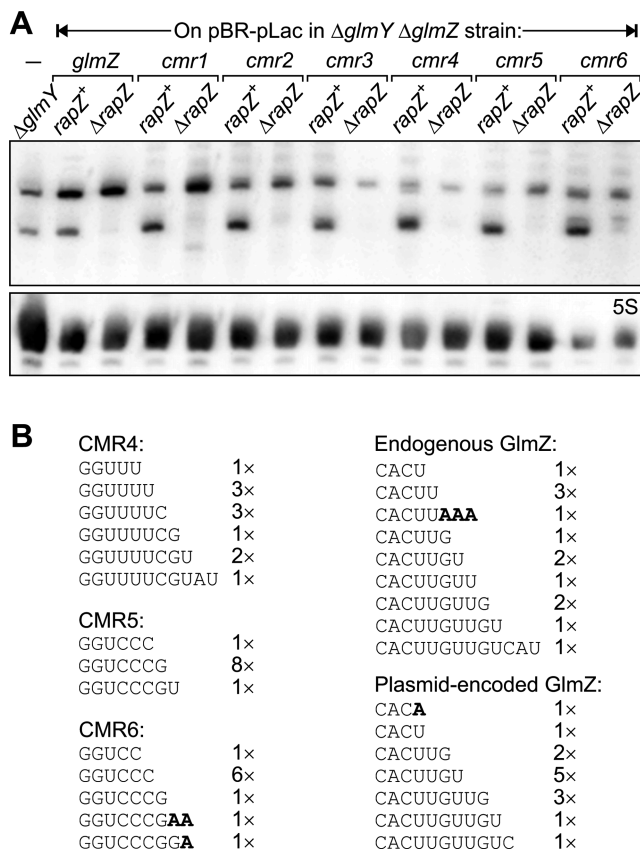 A
On pBR-pLac in ΔglmY ΔglmZ strain:
– glmZ cmr1 cmr2 cmr3 cmr4 cmr5 cmr6
ΔglmY rapZ+ ΔrapZ rapZ+ ΔrapZ rapZ+ ΔrapZ rapZ+ ΔrapZ rapZ+ ΔrapZ rapZ+ ΔrapZ rapZ+ ΔrapZ
5S
B
CMR4:
GGUUU 1×
GGUUUU 3×
GGUUUUC 3×
GGUUUUCG 1×
GGUUUUCGU 2×
GGUUUUCGUAU 1×
CMR5:
GGUCCC 1×
GGUCCCG 8×
GGUCCCGU 1×
CMR6:
GGUCC 1×
GGUCCC 6×
GGUCCCG 1×
GGUCCCGAA 1×
GGUCCCGGA 1×
Endogenous GlmZ:
CACU 1×
CACUU 3×
CACUUAAA 1×
CACUUG 1×
CACUUGU 2×
CACUUGUU 1×
CACUUGUUG 2×
CACUUGUUGU 1×
CACUUGUUGUCAU 1×
Plasmid-encoded GlmZ:
CACA 1×
CACU 1×
CACUUG 2×
CACUUGU 5×
CACUUGUUG 3×
CACUUGUUGU 1×
CACUUGUUGUC 1×